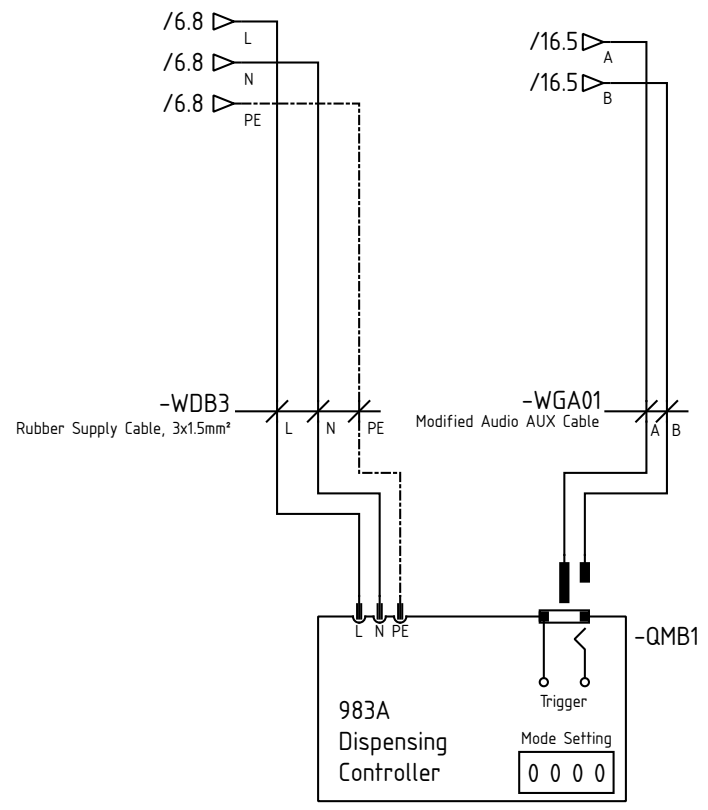 /6.8
L
/6.8
N
/6.8
PE
/16.5
A
/16.5
B
-WDB3
Rubber Supply Cable, 3x1.5mm²
L N PE
-WGA01
Modified Audio AUX Cable
A B
L N PE
-QMB1
Trigger
983A
Dispensing
Controller
Mode Setting
0 0 0 0